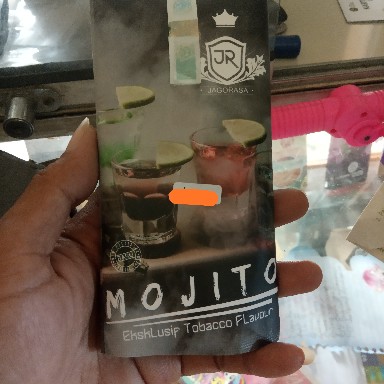 JR
JAGORASA
MOJITO
EkskLusif Tobacco FLavour